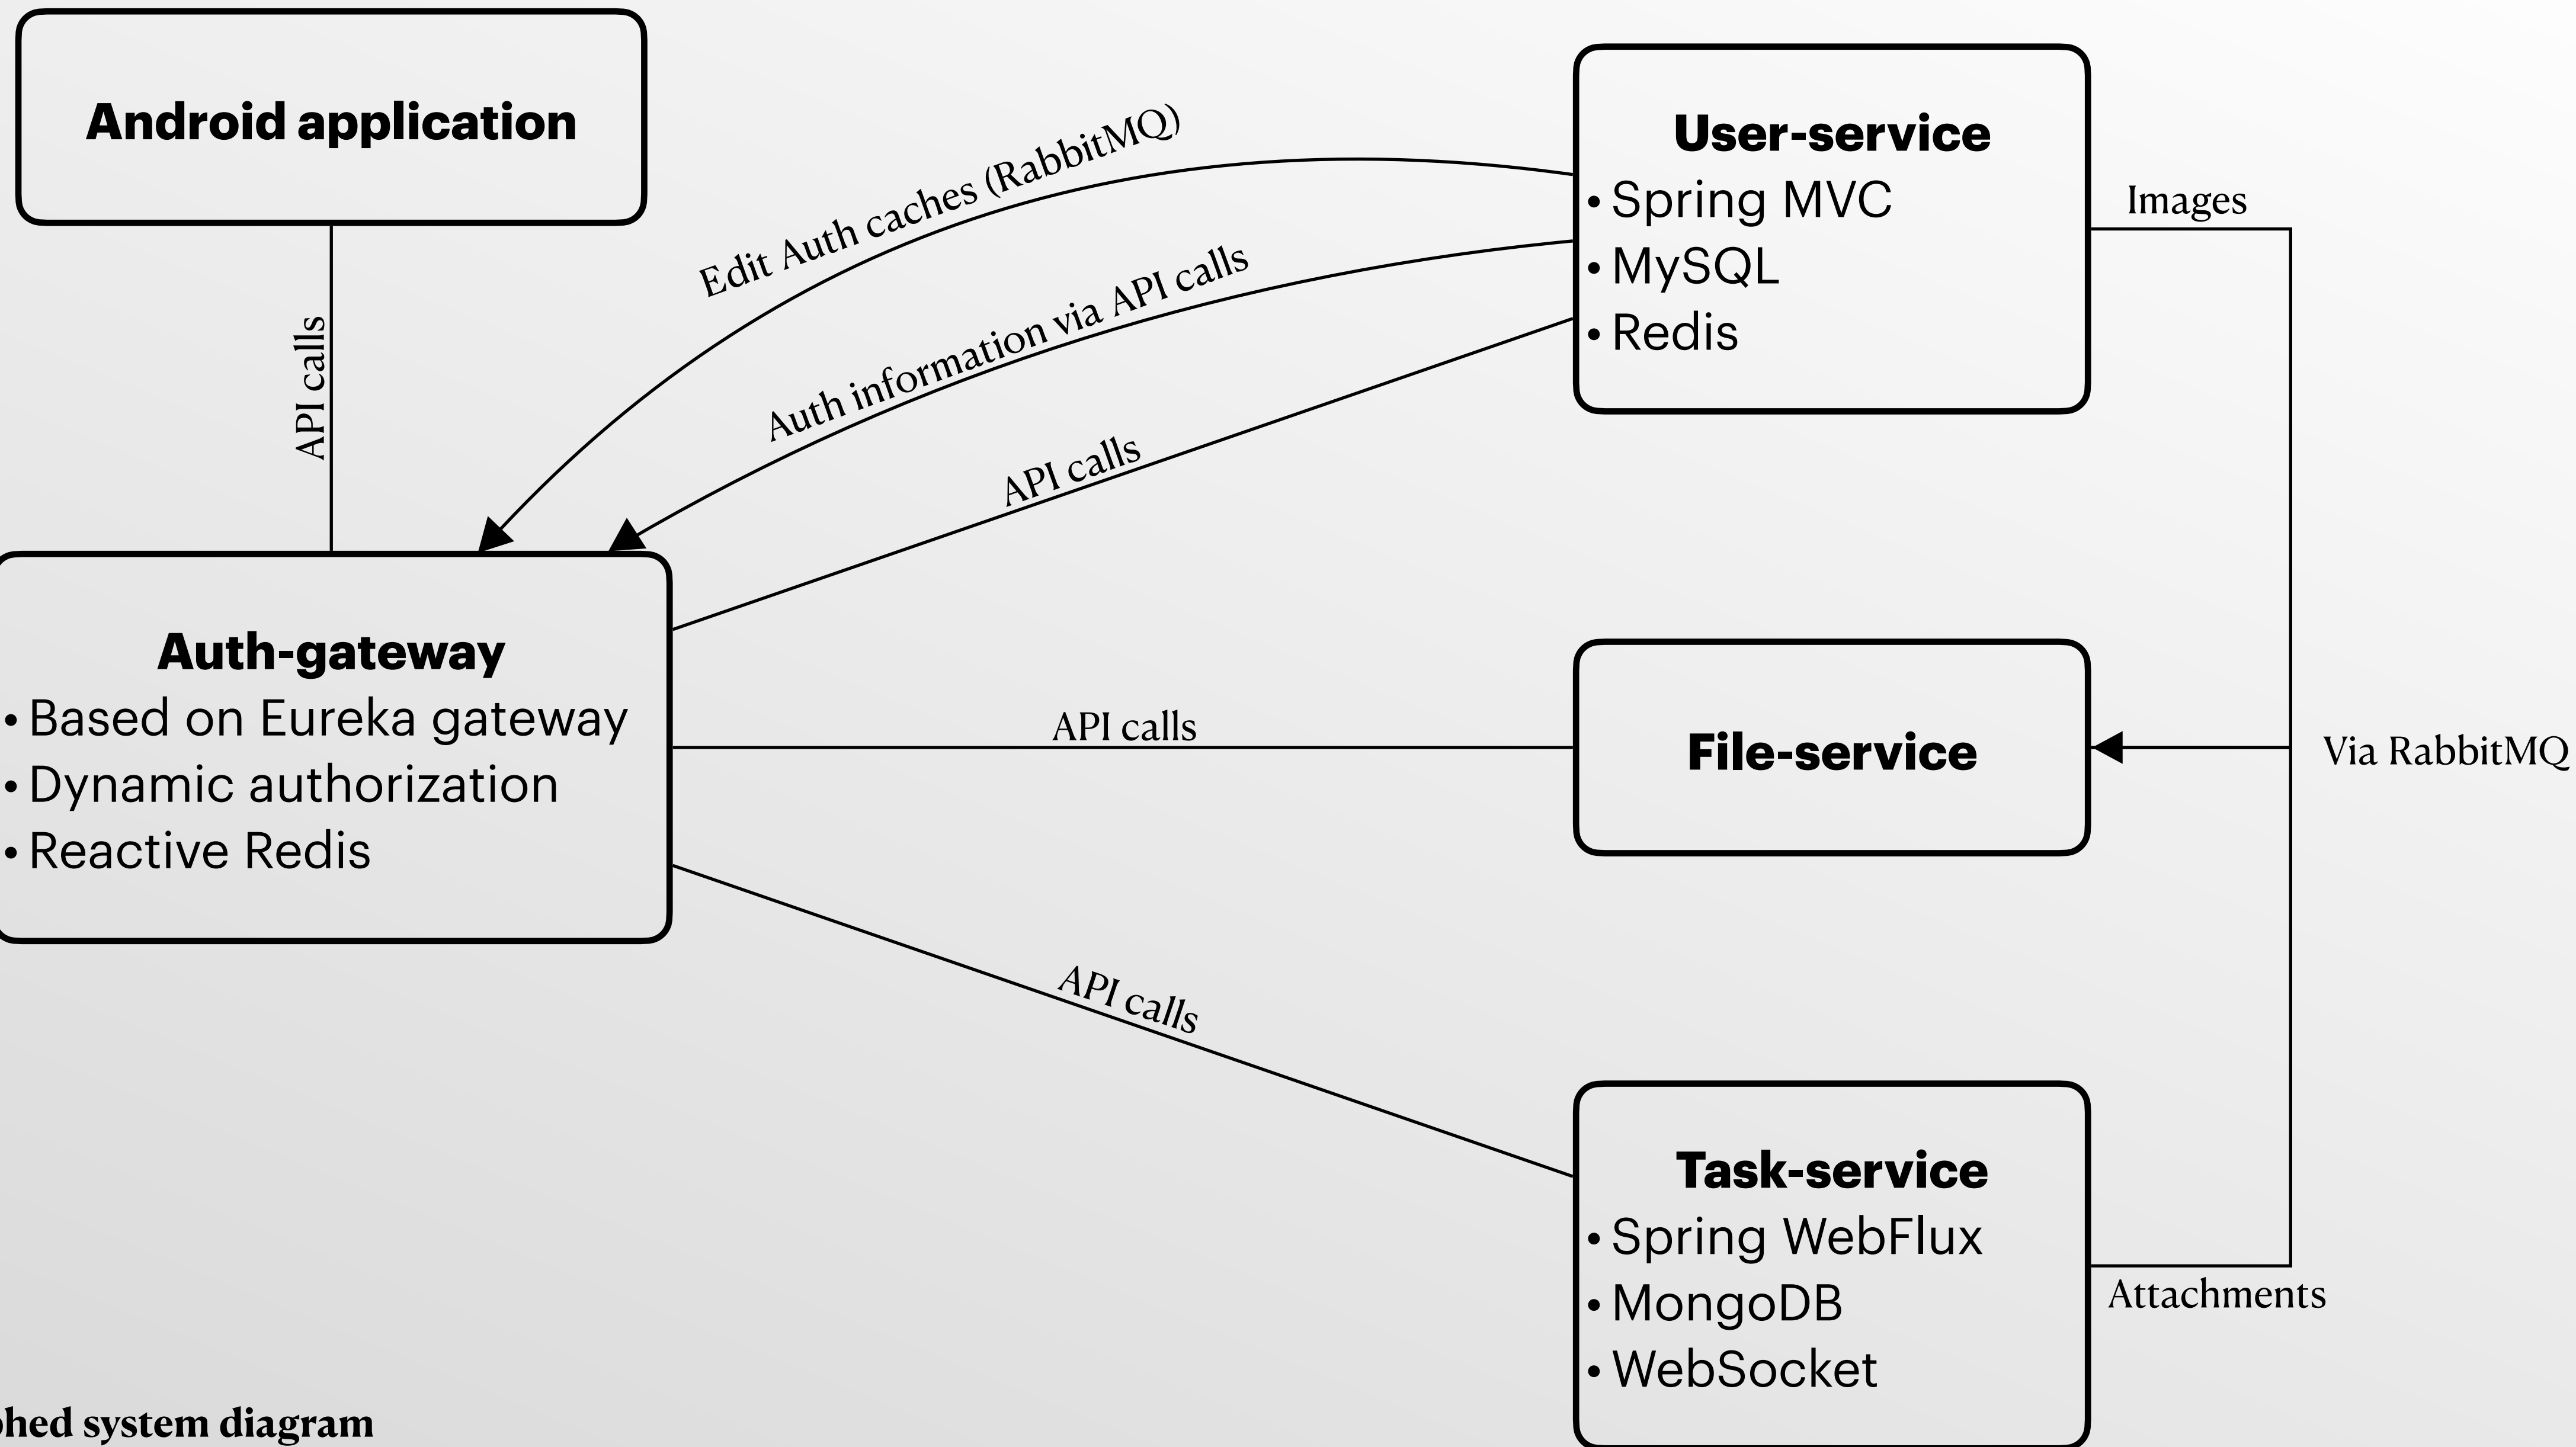 Android application
API calls
Edit Auth caches (RabbitMQ)
Auth information via API calls
API calls
User-service
• Spring MVC
• MySQL
• Redis
Images
Auth-gateway
• Based on Eureka gateway
• Dynamic authorization
• Reactive Redis
API calls
File-service
Via RabbitMQ
API calls
Task-service
• Spring WebFlux
• MongoDB
• WebSocket
Attachments
system diagram